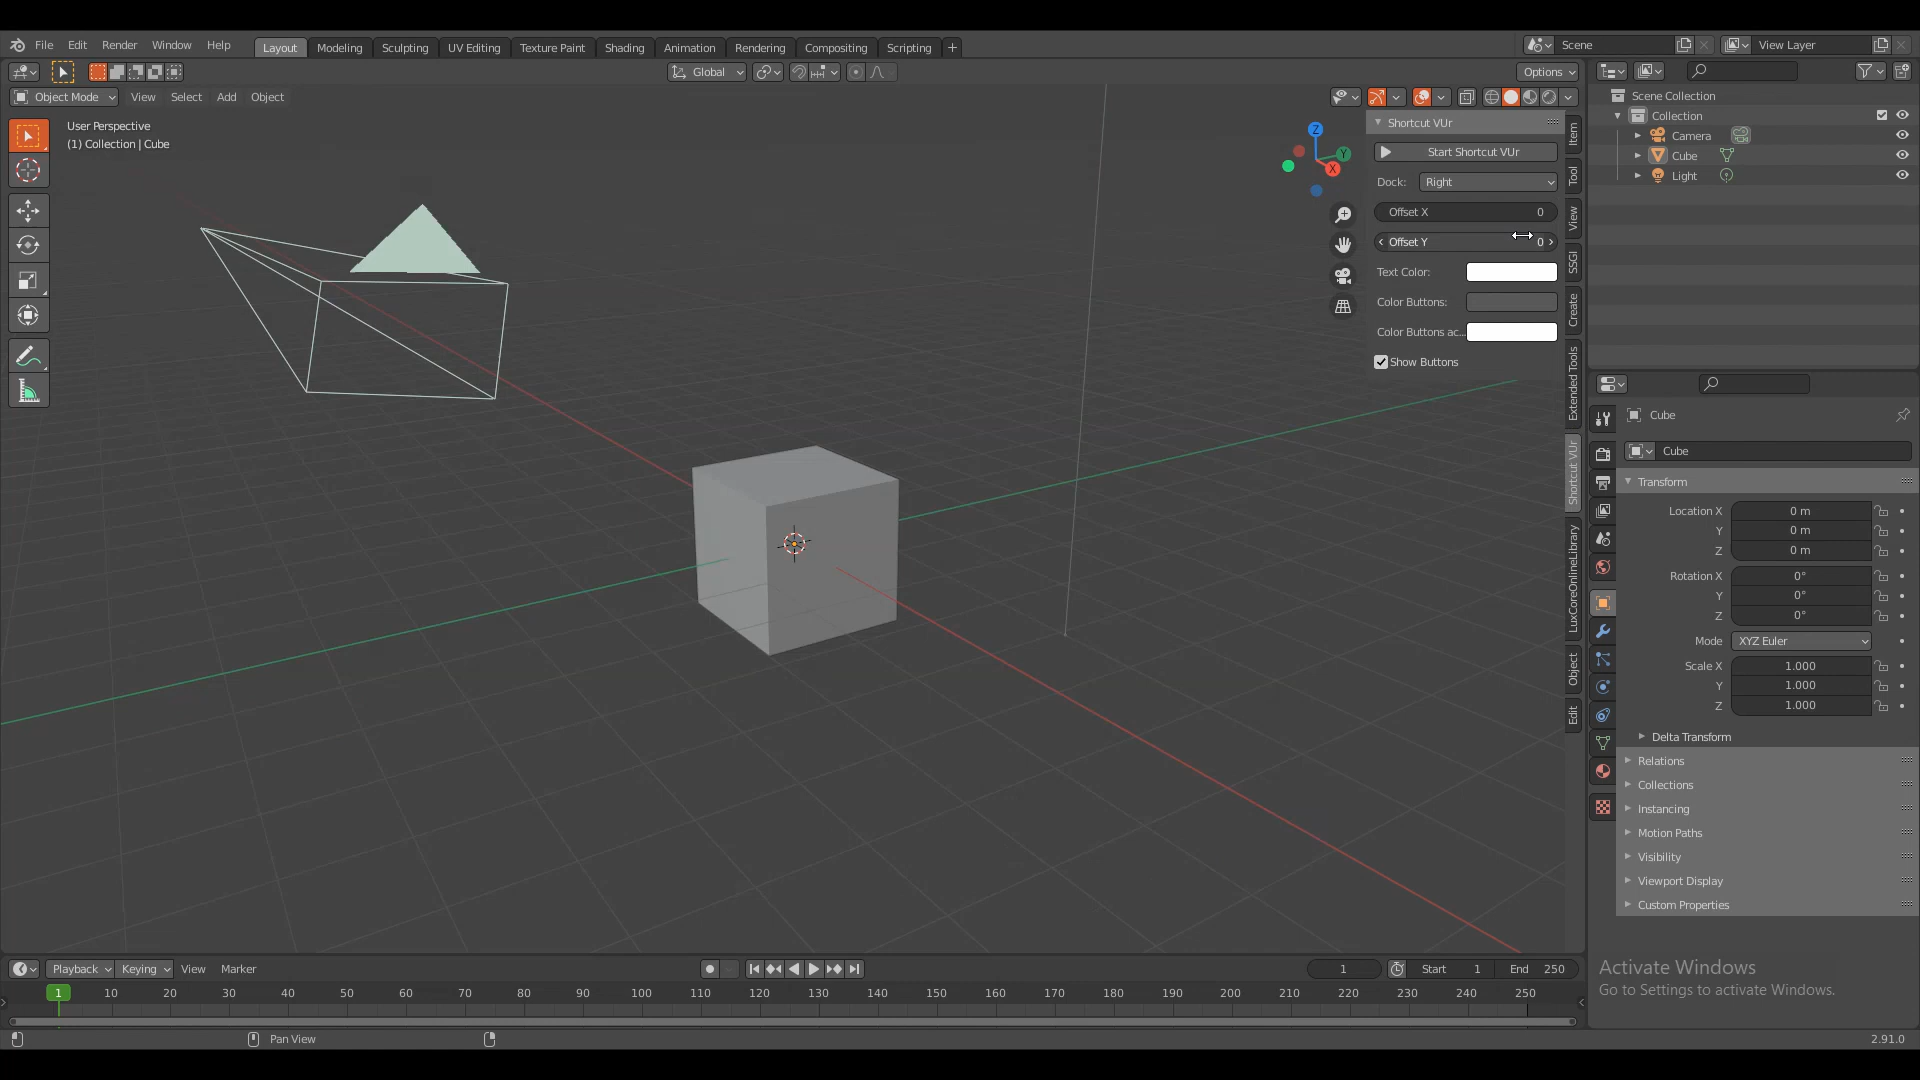 File Edit Render Window Help Layout Modeling Sculpting UV Editing Texture Paint Shading Animation Rendering Compositing Scripting + Scene View Layer
Global Options
Object Mode View Select Add Object
User Perspective
(1) Collection | Cube
Z
Y
X
Shortcut VUr
Start Shortcut VUr
Dock: Right
Offset X 0
Offset Y 0
Text Color:
Color Buttons:
Color Buttons ac...
Show Buttons
Item
Tool
View
SSGI
Create
Extended Tools
Shortcut VUr
LuxCoreOnlineLibrary
Object
Edit
Scene Collection
Collection
Camera
Cube
Light
Cube
Cube
Transform
Location X 0 m
Y 0 m
Z 0 m
Rotation X 0°
Y 0°
Z 0°
Mode XYZ Euler
Scale X 1.000
Y 1.000
Z 1.000
Delta Transform
Relations
Collections
Instancing
Motion Paths
Visibility
Viewport Display
Custom Properties
Activate Windows
Go to Settings to activate Windows.
Playback Keying View Marker 1 Start 1 End 250
1 10 20 30 40 50 60 70 80 90 100 110 120 130 140 150 160 170 180 190 200 210 220 230 240 250
Pan View 2.91.0